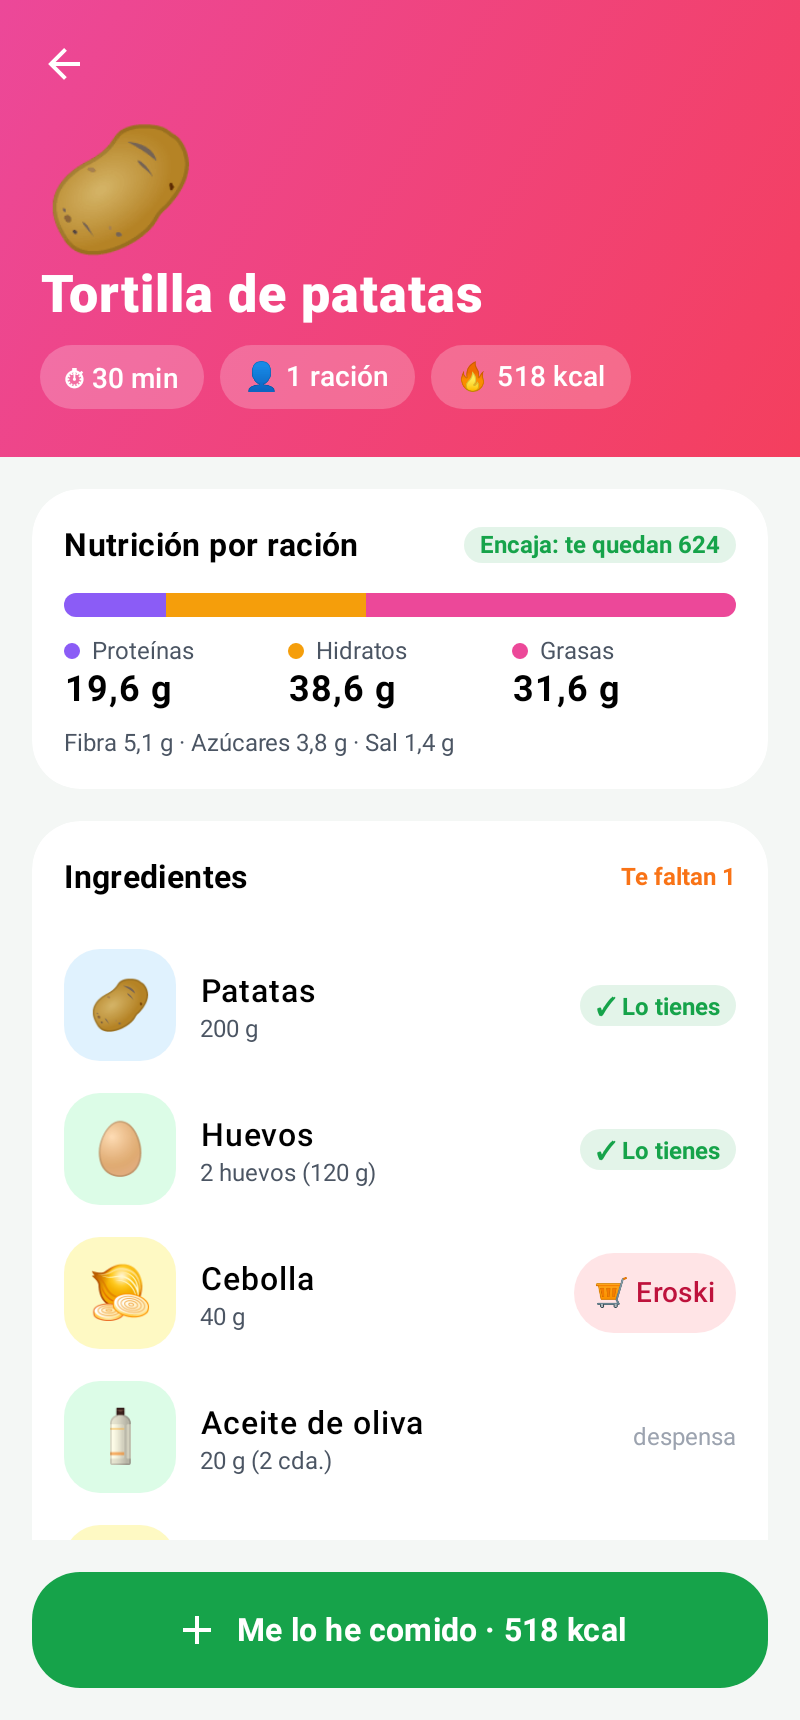 Tortilla de patatas
⏱ 30 min
👤 1 ración
🔥 518 kcal
Nutrición por ración
Encaja: te quedan 624
Proteínas
Hidratos
Grasas
19,6 g
38,6 g
31,6 g
Fibra 5,1 g · Azúcares 3,8 g · Sal 1,4 g
Ingredientes
Te faltan 1
Patatas
200 g
✓ Lo tienes
Huevos
2 huevos (120 g)
✓ Lo tienes
Cebolla
40 g
🛒 Eroski
Aceite de oliva
20 g (2 cda.)
despensa
+ Me lo he comido · 518 kcal